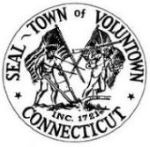 SEAL TOWN of VOLUNTOWN
INC. 1721
CONNECTICUT